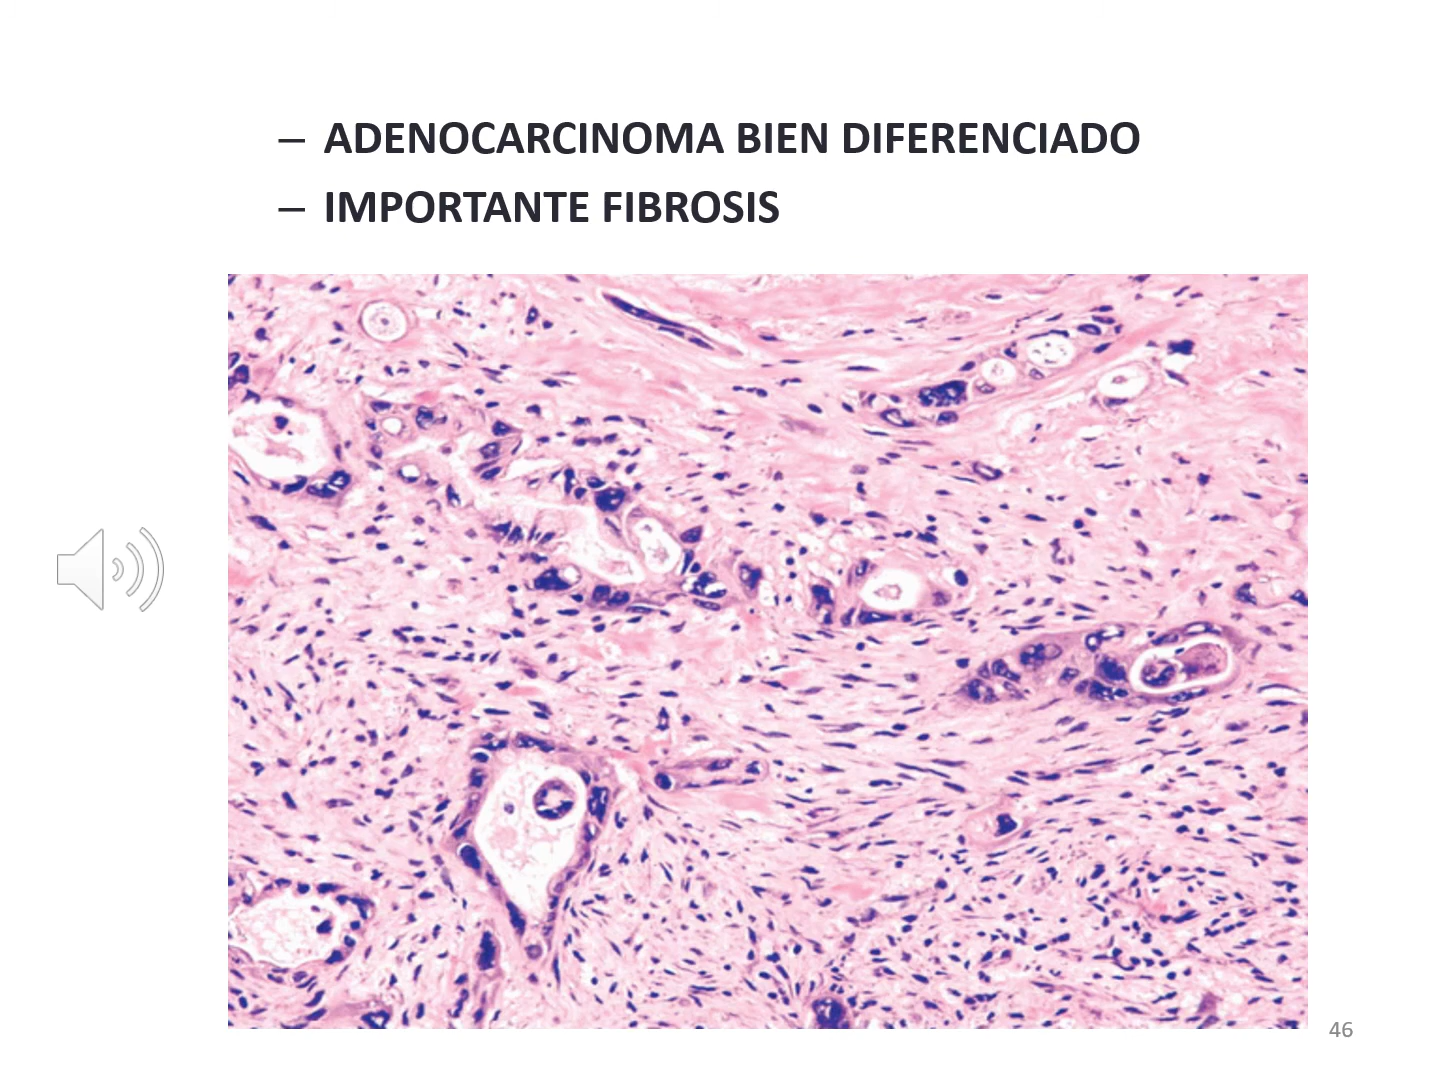 – ADENOCARCINOMA BIEN DIFERENCIADO
– IMPORTANTE FIBROSIS
46